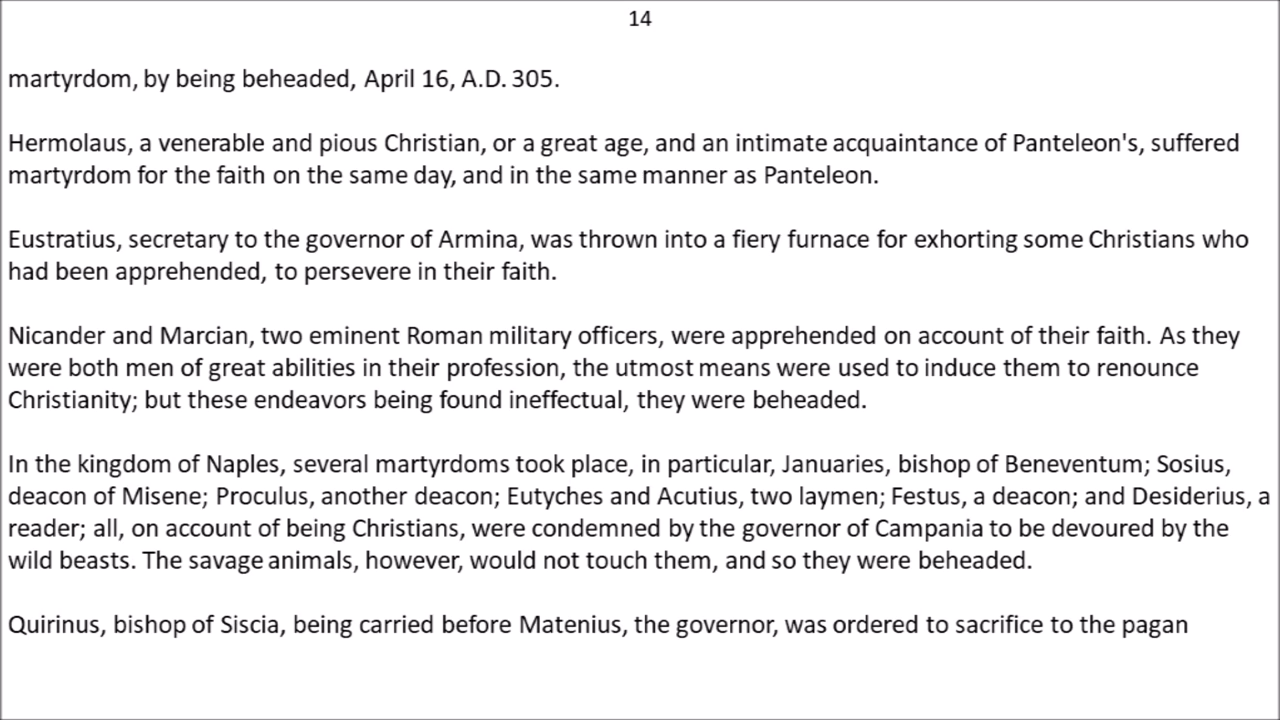 14
martyrdom, by being beheaded, April 16, A.D. 305.
Hermolaus, a venerable and pious Christian, or a great age, and an intimate acquaintance of Panteleon's, suffered
martyrdom for the faith on the same day, and in the same manner as Panteleon.
Eustratius, secretary to the governor of Armina, was thrown into a fiery furnace for exhorting some Christians who
had been apprehended, to persevere in their faith.
Nicander and Marcian, two eminent Roman military officers, were apprehended on account of their faith. As they
were both men of great abilities in their profession, the utmost means were used to induce them to renounce
Christianity; but these endeavors being found ineffectual, they were beheaded.
In the kingdom of Naples, several martyrdoms took place, in particular, Januaries, bishop of Beneventum; Sosius,
deacon of Misene; Proculus, another deacon; Eutyches and Acutius, two laymen; Festus, a deacon; and Desiderius, a
reader; all, on account of being Christians, were condemned by the governor of Campania to be devoured by the
wild beasts. The savage animals, however, would not touch them, and so they were beheaded.
Quirinus, bishop of Siscia, being carried before Matenius, the governor, was ordered to sacrifice to the pagan